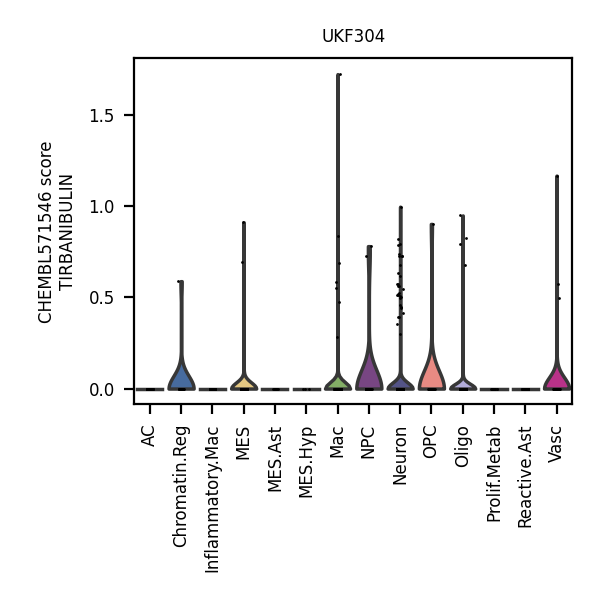 UKF304
CHEMBL571546 score
TIRBANIBULIN
1.5
1.0
0.5
0.0
AC
Chromatin.Reg
Inflammatory.Mac
MES
MES.Ast
MES.Hyp
Mac
NPC
Neuron
OPC
Oligo
Prolif.Metab
Reactive.Ast
Vasc